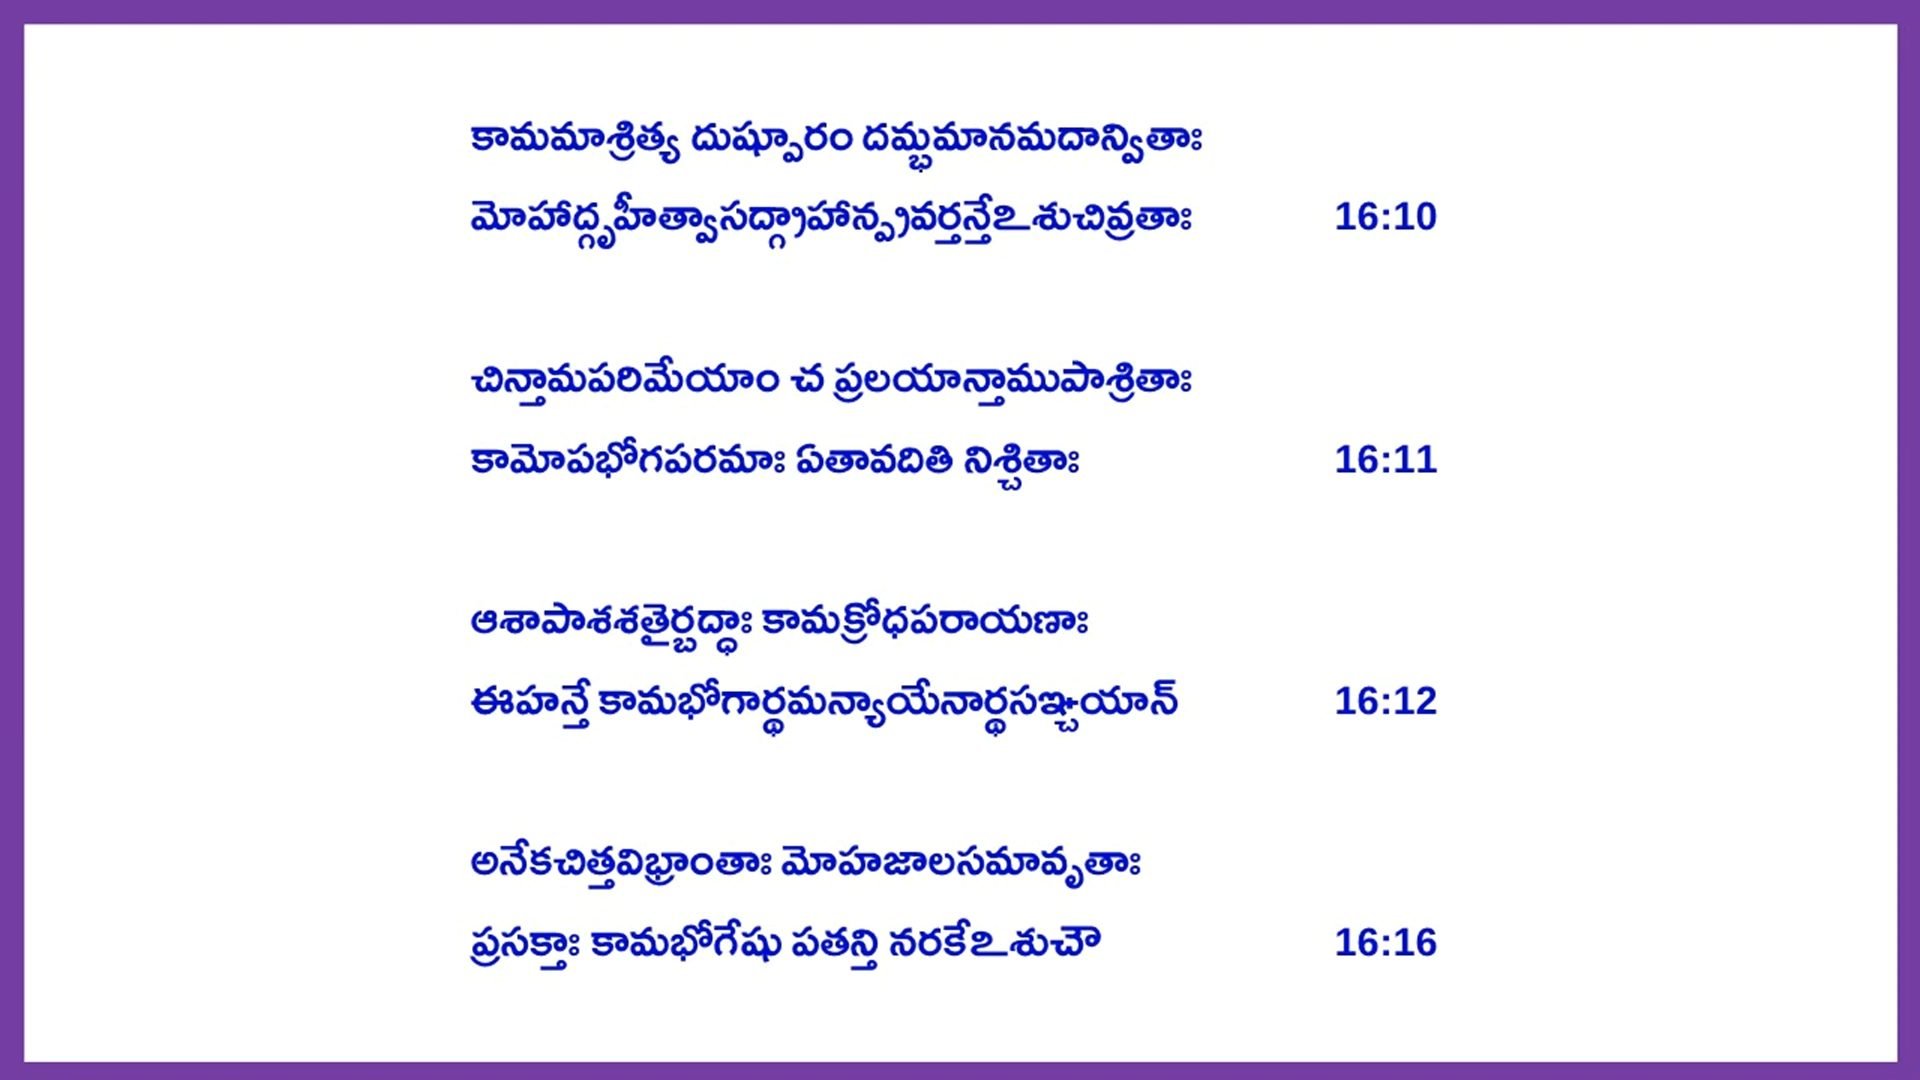 కామమాశ్రిత్య దుష్పూరం దమ్భమానమదాన్వితాః
మోహాద్గృహీత్వాసద్గ్రాహాన్ప్రవర్తన్తేఽశుచివ్రతాః 16:10
చిన్తామపరిమేయాం చ ప్రలయాన్తాముపాశ్రితాః
కామోపభోగపరమాః ఏతావదితి నిశ్చితాః 16:11
ఆశాపాశశతైర్బద్ధాః కామక్రోధపరాయణాః
ఈహన్తే కామభోగార్థమన్యాయేనార్థసఞ్చయాన్ 16:12
అనేకచిత్తవిభ్రాంతాః మోహజాలసమావృతాః
ప్రసక్తాః కామభోగేషు పతన్తి నరకేఽశుచౌ 16:16